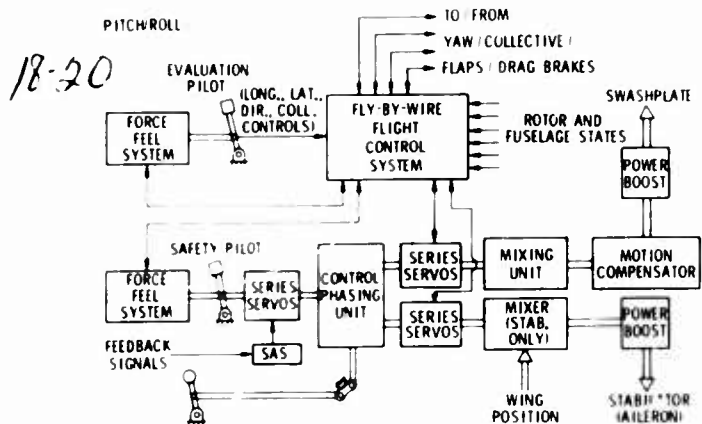 PITCH/ROLL
18-20
TO / FROM
YAW / COLLECTIVE /
FLAPS / DRAG BRAKES
EVALUATION
PILOT
(LONG., LAT.,
DIR., COLL.
CONTROLS)
FORCE
FEEL
SYSTEM
FLY-BY-WIRE
FLIGHT
CONTROL
SYSTEM
ROTOR AND
FUSELAGE STATES
SWASHPLATE
POWER
BOOST
SAFETY PILOT
FORCE
FEEL
SYSTEM
SERIES
SERVOS
CONTROL
PHASING
UNIT
SERIES
SERVOS
MIXING
UNIT
MOTION
COMPENSATOR
SERIES
SERVOS
MIXER
(STAB.
ONLY)
POWER
BOOST
FEEDBACK
SIGNALS
SAS
WING
POSITION
(AILERON)